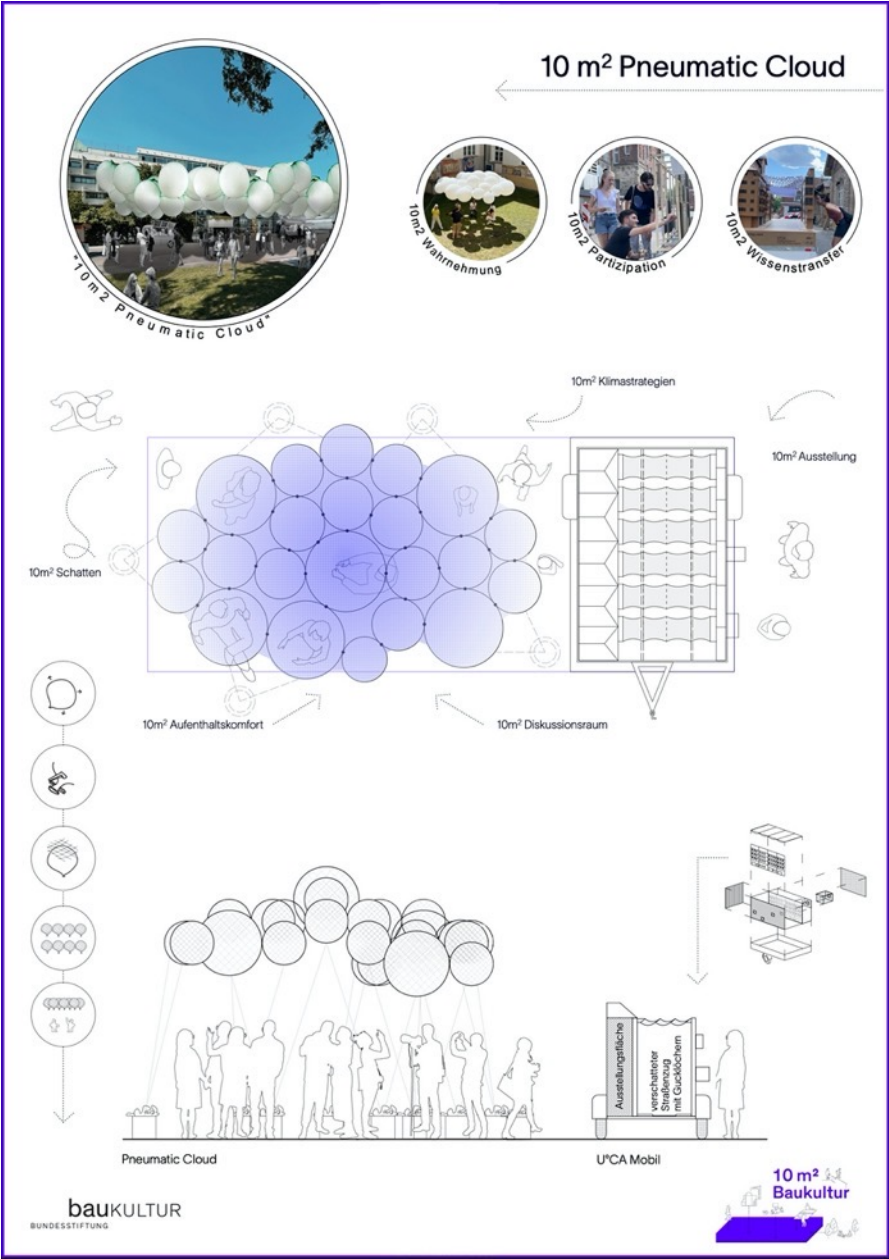 10 m² Pneumatic Cloud
"10m2 Pneumatic Cloud"
10m2 Wahrnehmung
10m2 Partizipation
10m2 Wissenstransfer
10m² Klimastrategien
10m² Ausstellung
10m² Schatten
10m² Aufenthaltskomfort
10m² Diskussionsraum
Ausstellungsfläche
verschatteter
Straßenzug
mit Gucklöchern
Pneumatic Cloud
U°CA Mobil
bauKULTUR
BUNDESSTIFTUNG
10 m²
Baukultur